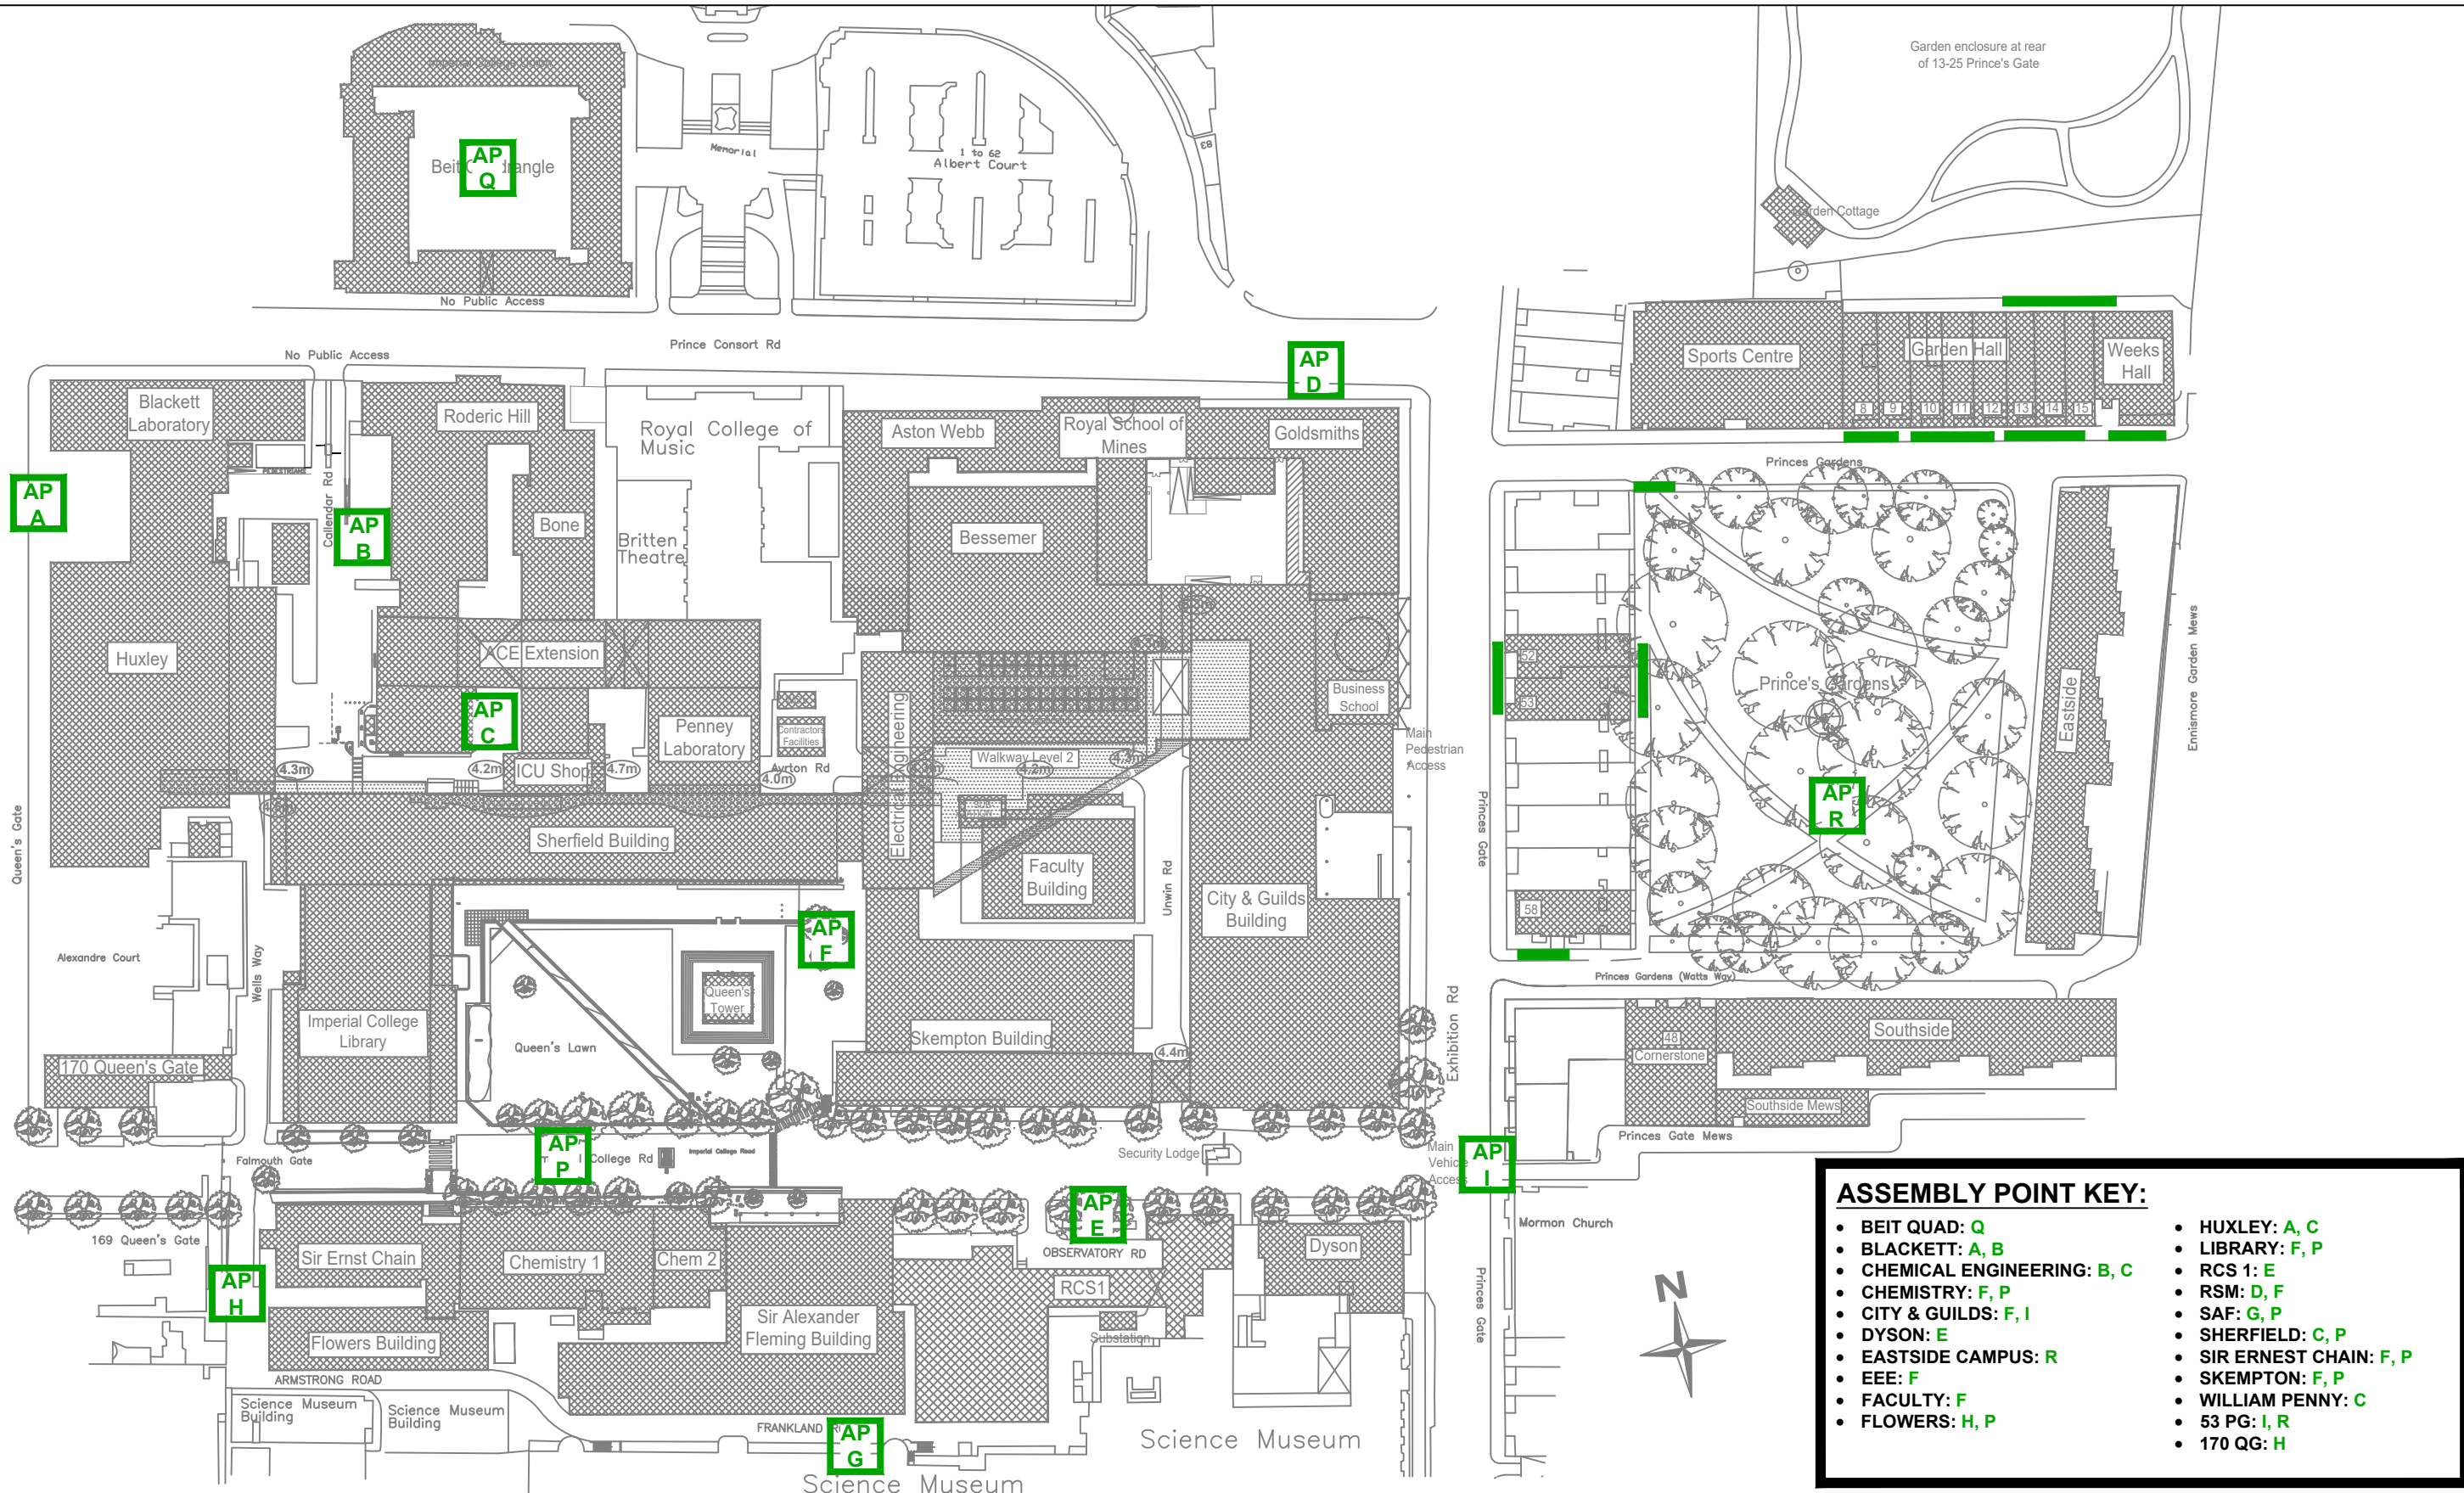 Imperial College Union
AP
Q
No Public Access
Memorial
1 to 62
Albert Court
B3
Garden enclosure at rear
of 13-25 Prince's Gate
Garden Cottage
Prince Consort Rd
No Public Access
AP
D
Sports Centre
Garden Hall
Weeks
Hall
8
9
10
11
12
13
14
15
Princes Gardens
Blackett
Laboratory
Roderic Hill
Royal College of
Music
Aston Webb
Royal School of
Mines
Goldsmiths
AP
A
Callendar Rd
AP
B
Bone
Britten
Theatre
Bessemer
Huxley
ACE Extension
Electrical Engineering
Business
School
52
53
Prince's Gardens
Eastside
Ennismore Garden Mews
AP
C
Penney
Laboratory
Contractors
Facilities
Ayrton Rd
4.3m
4.2m
ICU Shop
4.7m
4.0m
Walkway Level 2
4.2m
Main
Pedestrian
Access
AP
R
Queen's Gate
Sherfield Building
Faculty
Building
Unwin Rd
City & Guilds
Building
Princes Gate
58
AP
F
Alexandre Court
Wells Way
Queen's
Tower
Princes Gardens (Watts Way)
Imperial College
Library
Queen's Lawn
Skempton Building
4.4m
Exhibition Rd
48
Cornerstone
Southside
170 Queen's Gate
Southside Mews
Princes Gate Mews
Falmouth Gate
AP
P
College Rd
Imperial College Road
Security Lodge
Main
Vehicle
Access
AP
I
Mormon Church
169 Queen's Gate
AP
H
Sir Ernst Chain
Chemistry 1
Chem 2
AP
E
OBSERVATORY RD
RCS1
Dyson
Princes Gate
N
Flowers Building
Sir Alexander
Fleming Building
Substation
ARMSTRONG ROAD
Science Museum
Building
Science Museum
Building
FRANKLAND
AP
G
Science Museum
Science Museum
ASSEMBLY POINT KEY:
• BEIT QUAD: Q
• BLACKETT: A, B
• CHEMICAL ENGINEERING: B, C
• CHEMISTRY: F, P
• CITY & GUILDS: F, I
• DYSON: E
• EASTSIDE CAMPUS: R
• EEE: F
• FACULTY: F
• FLOWERS: H, P
• HUXLEY: A, C
• LIBRARY: F, P
• RCS 1: E
• RSM: D, F
• SAF: G, P
• SHERFIELD: C, P
• SIR ERNEST CHAIN: F, P
• SKEMPTON: F, P
• WILLIAM PENNY: C
• 53 PG: I, R
• 170 QG: H